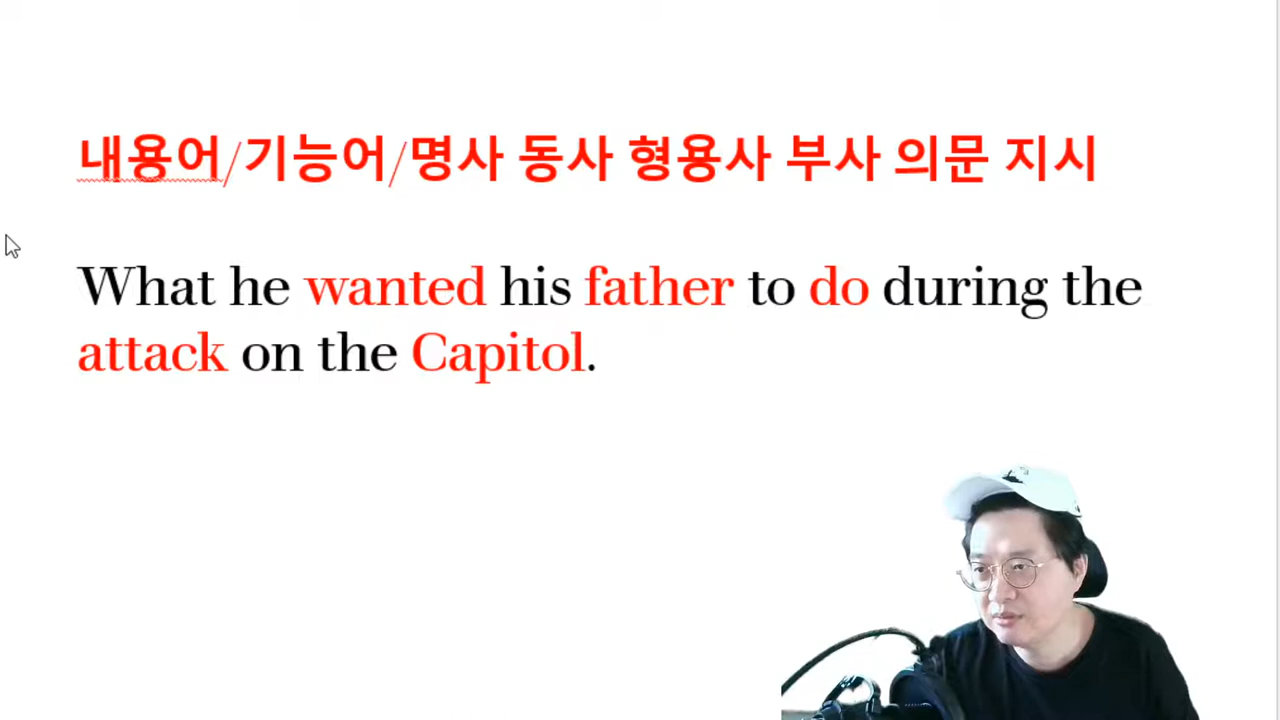 내용어/기능어/명사 동사 형용사 부사 의문 지시
What he wanted his father to do during the
attack on the Capitol.